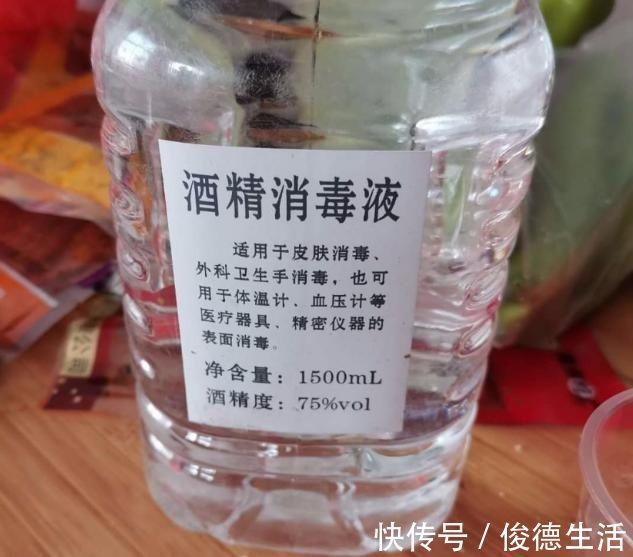 酒精消毒液
适用于皮肤消毒、
外科卫生手消毒，也可
用于体温计、血压计等
医疗器具、精密仪器的
表面消毒。
净含量：1500mL
酒精度：75%vol
快传号 / 俊德生活